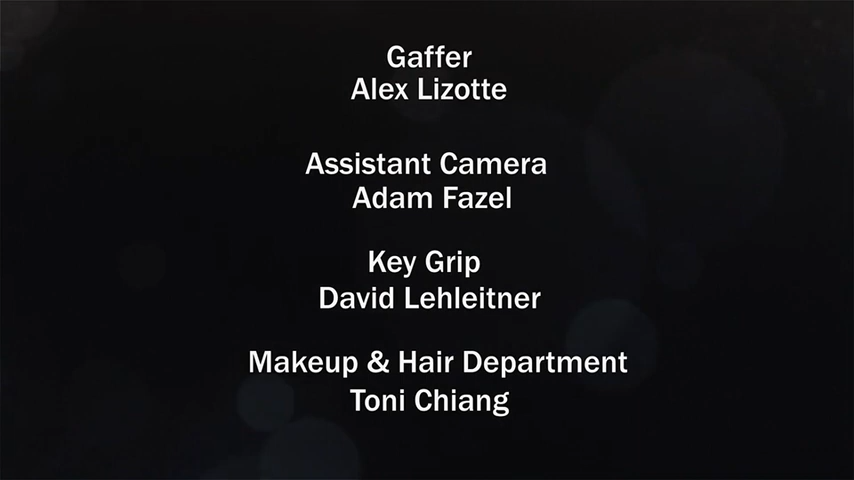 Gaffer
Alex Lizotte
Assistant Camera
Adam Fazel
Key Grip
David Lehleitner
Makeup & Hair Department
Toni Chiang